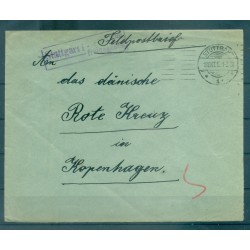 Feldpostbrief
An
das dänische
Rote Kreuz
in
Kopenhagen.